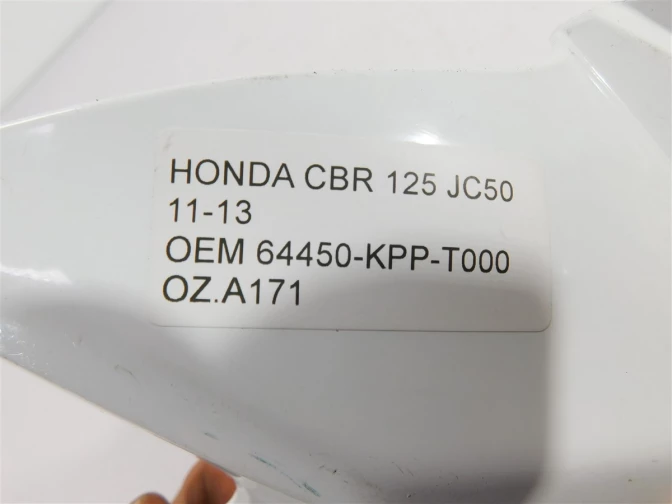 HONDA CBR 125 JC50
11-13
OEM 64450-KPP-T000
OZ.A171